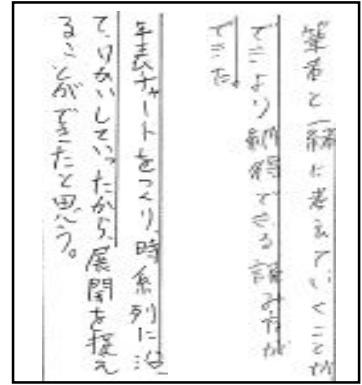 筆者と一緒に考えていくことが
でき、より納得できる読みが
できた。
年表チャートをつくり、時系列に沿っ
て、りかいしていったから、展開を捉え
ることができたと思う。